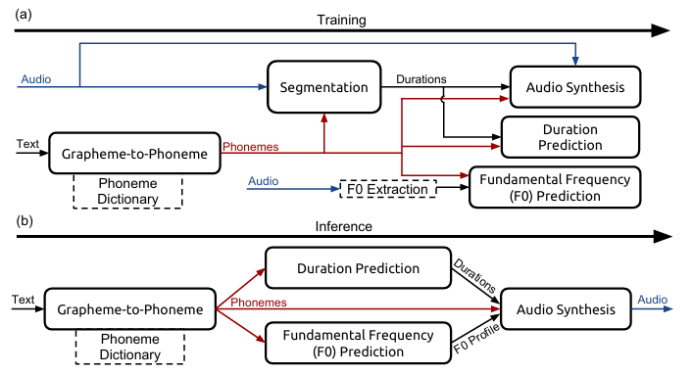 (a)
Training
Audio
Segmentation
Durations
Audio Synthesis
Text
Grapheme-to-Phoneme
Phonemes
Duration
Prediction
Phoneme
Dictionary
Audio
F0 Extraction
Fundamental Frequency
(F0) Prediction
(b)
Inference
Duration Prediction
Durations
Text
Grapheme-to-Phoneme
Phonemes
Audio Synthesis
Audio
Phoneme
Dictionary
Fundamental Frequency
(F0) Prediction
F0 Profile